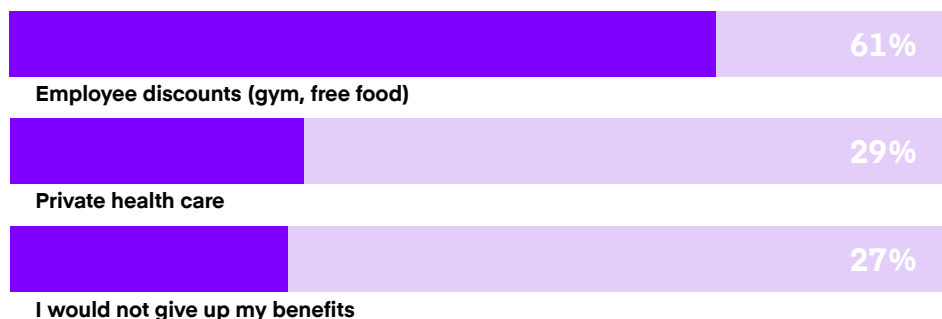 61%
Employee discounts (gym, free food)
29%
Private health care
27%
I would not give up my benefits